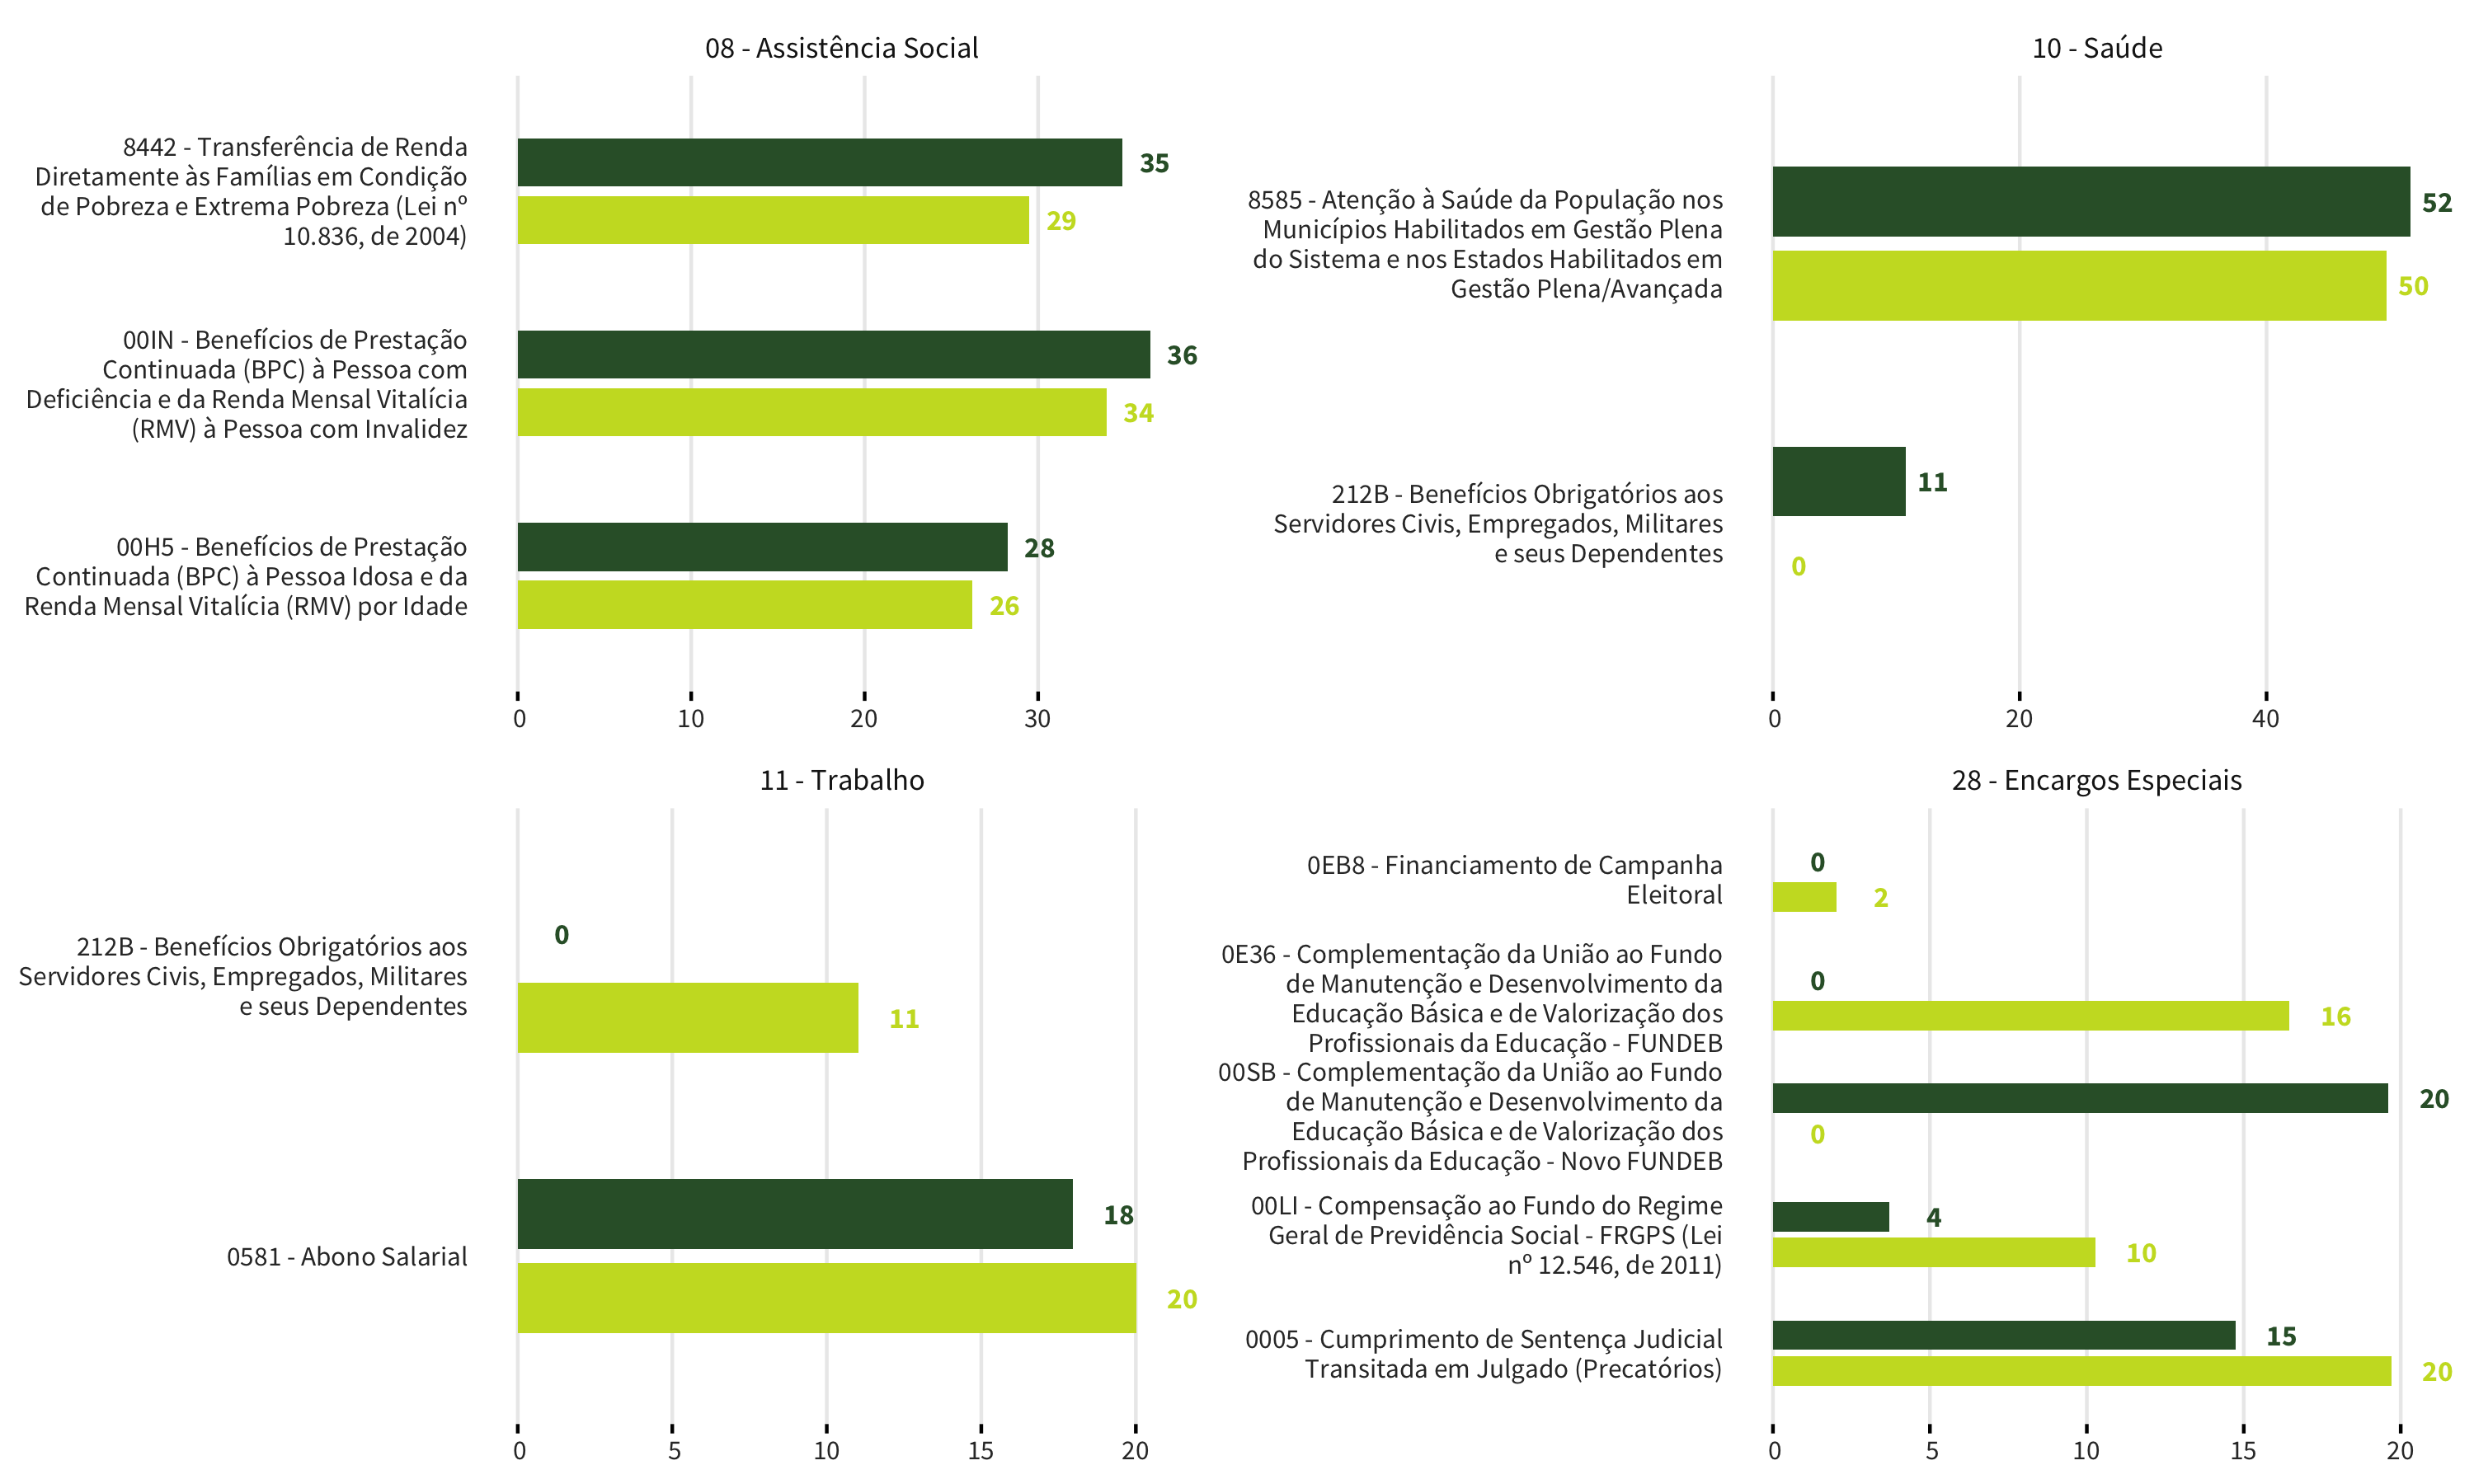 08 - Assistência Social
8442 - Transferência de Renda
Diretamente às Famílias em Condição
de Pobreza e Extrema Pobreza (Lei nº
10.836, de 2004)
35
29
00IN - Benefícios de Prestação
Continuada (BPC) à Pessoa com
Deficiência e da Renda Mensal Vitalícia
(RMV) à Pessoa com Invalidez
36
34
00H5 - Benefícios de Prestação
Continuada (BPC) à Pessoa Idosa e da
Renda Mensal Vitalícia (RMV) por Idade
28
26
0 10 20 30
10 - Saúde
8585 - Atenção à Saúde da População nos
Municípios Habilitados em Gestão Plena
do Sistema e nos Estados Habilitados em
Gestão Plena/Avançada
52
50
212B - Benefícios Obrigatórios aos
Servidores Civis, Empregados, Militares
e seus Dependentes
11
0
0 20 40
11 - Trabalho
212B - Benefícios Obrigatórios aos
Servidores Civis, Empregados, Militares
e seus Dependentes
0
11
0581 - Abono Salarial
18
20
0 5 10 15 20
28 - Encargos Especiais
0EB8 - Financiamento de Campanha
Eleitoral
0
2
0E36 - Complementação da União ao Fundo
de Manutenção e Desenvolvimento da
Educação Básica e de Valorização dos
Profissionais da Educação - FUNDEB
0
16
00SB - Complementação da União ao Fundo
de Manutenção e Desenvolvimento da
Educação Básica e de Valorização dos
Profissionais da Educação - Novo FUNDEB
20
0
00LI - Compensação ao Fundo do Regime
Geral de Previdência Social - FRGPS (Lei
nº 12.546, de 2011)
4
10
0005 - Cumprimento de Sentença Judicial
Transitada em Julgado (Precatórios)
15
20
0 5 10 15 20